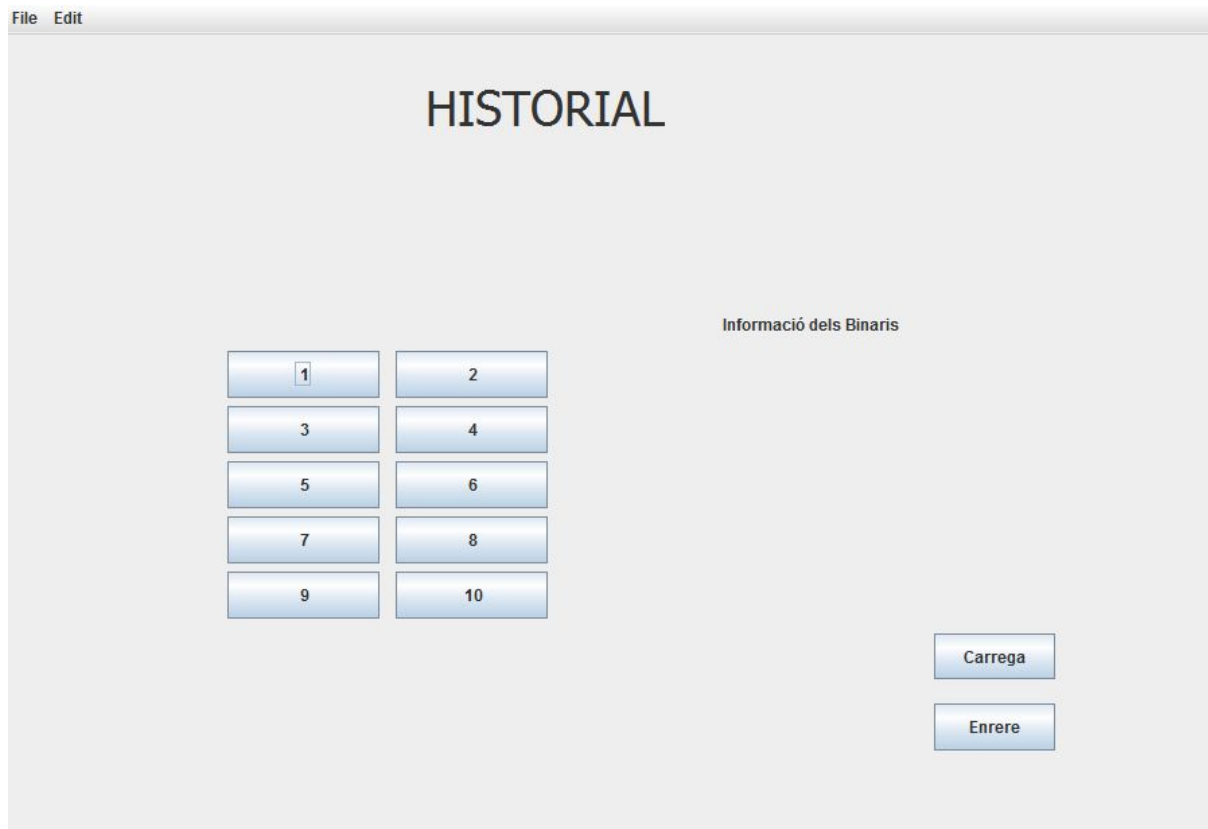 File Edit
HISTORIAL
Informació dels Binaris
1 2
3 4
5 6
7 8
9 10
Carrega
Enrere